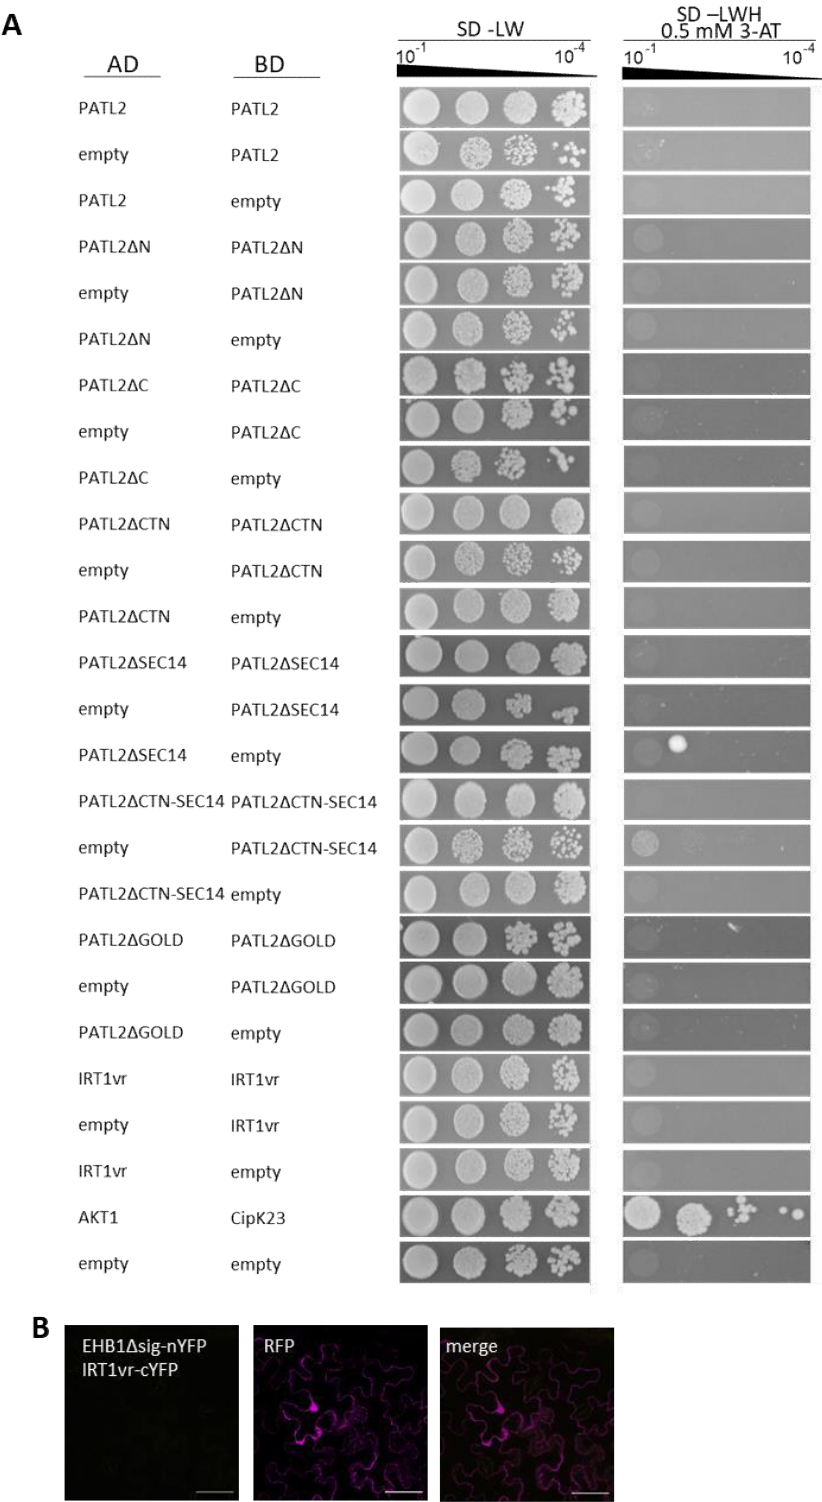 A
SD -LW
SD –LWH
0.5 mM 3-AT
AD BD
10-1 10-4 10-1 10-4
PATL2 PATL2
empty PATL2
PATL2 empty
PATL2ΔN PATL2ΔN
empty PATL2ΔN
PATL2ΔN empty
PATL2ΔC PATL2ΔC
empty PATL2ΔC
PATL2ΔC empty
PATL2ΔCTN PATL2ΔCTN
empty PATL2ΔCTN
PATL2ΔCTN empty
PATL2ΔSEC14 PATL2ΔSEC14
empty PATL2ΔSEC14
PATL2ΔSEC14 empty
PATL2ΔCTN-SEC14 PATL2ΔCTN-SEC14
empty PATL2ΔCTN-SEC14
PATL2ΔCTN-SEC14 empty
PATL2ΔGOLD PATL2ΔGOLD
empty PATL2ΔGOLD
PATL2ΔGOLD empty
IRT1vr IRT1vr
empty IRT1vr
IRT1vr empty
AKT1 CipK23
empty empty
B
EHB1Δsig-nYFP
IRT1vr-cYFP
RFP
merge